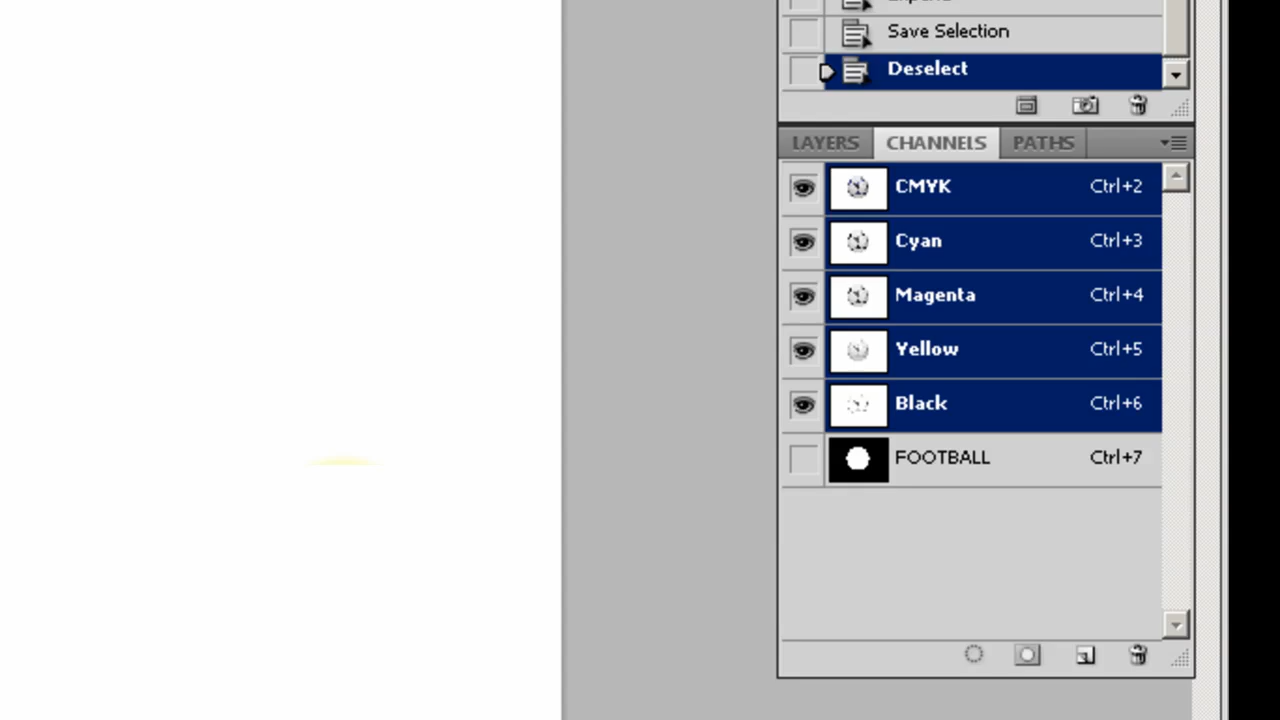 Expand
Save Selection
Deselect
LAYERS CHANNELS PATHS
CMYK Ctrl+2
Cyan Ctrl+3
Magenta Ctrl+4
Yellow Ctrl+5
Black Ctrl+6
FOOTBALL Ctrl+7